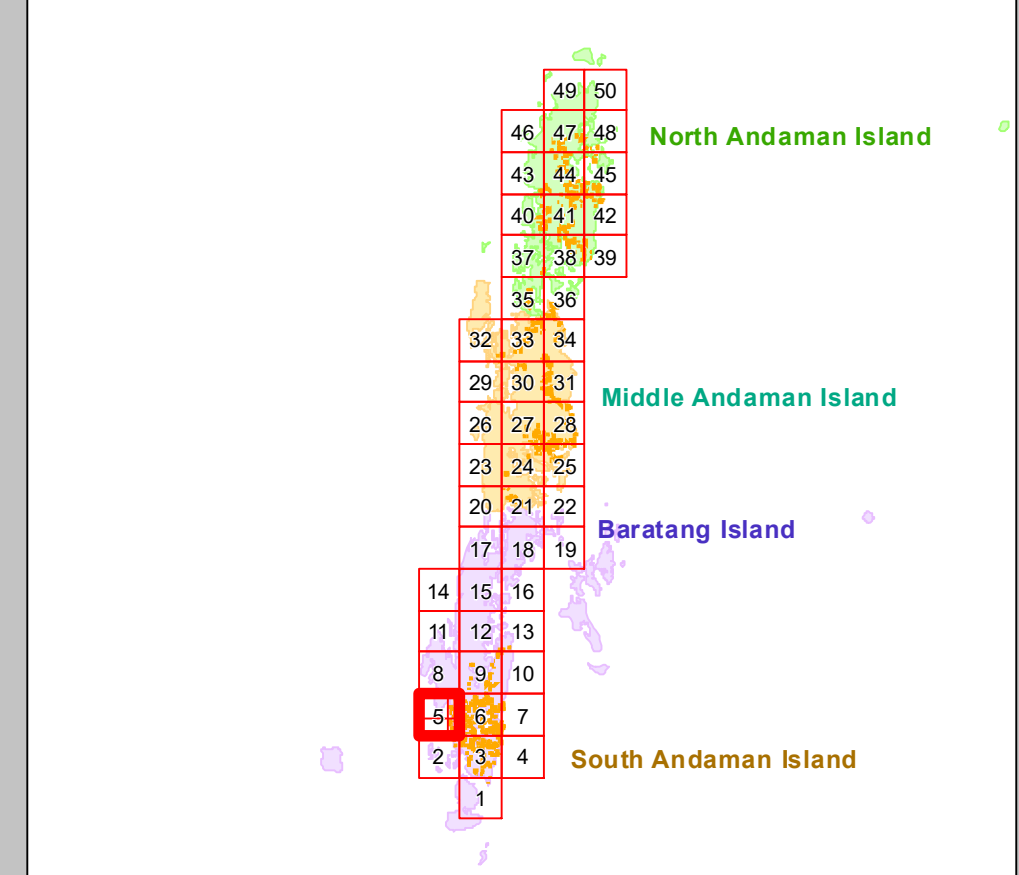 49 50
46 47 48
North Andaman Island
43 44 45
40 41 42
37 38 39
35 36
32 33 34
29 30 31
Middle Andaman Island
26 27 28
23 24 25
20 21 22
Baratang Island
17 18 19
14 15 16
11 12 13
8 9 10
5 6 7
2 3 4
South Andaman Island
1